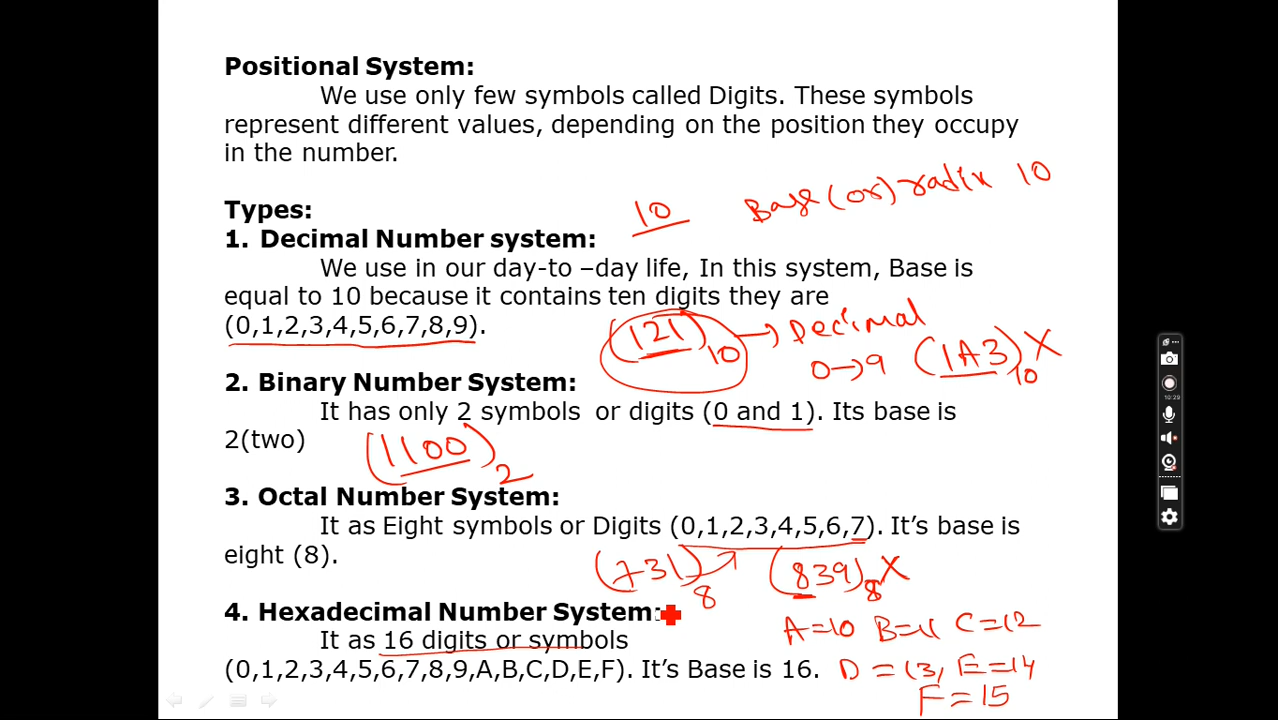 Positional System:
We use only few symbols called Digits. These symbols
represent different values, depending on the position they occupy
in the number.
10 Base (or) radix 10
Types:
1. Decimal Number system:
We use in our day-to –day life, In this system, Base is
equal to 10 because it contains ten digits they are
(0,1,2,3,4,5,6,7,8,9).
(121)10 → Decimal
0→9 (1A3)10 X
2. Binary Number System:
It has only 2 symbols or digits (0 and 1). Its base is
2(two)
(1100)2
3. Octal Number System:
It as Eight symbols or Digits (0,1,2,3,4,5,6,7). It’s base is
eight (8).
(731)8 (839)8 X
4. Hexadecimal Number System:
It as 16 digits or symbols
A=10 B=11 C=12
(0,1,2,3,4,5,6,7,8,9,A,B,C,D,E,F). It’s Base is 16.
D=13, E=14
F=15
10:29